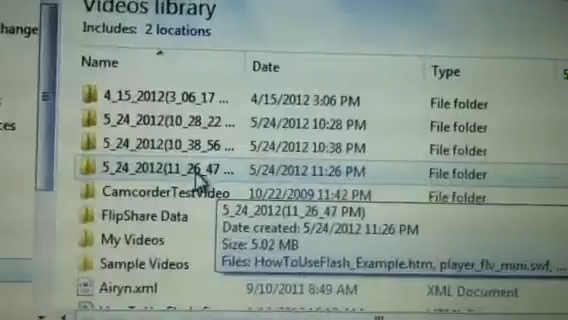 Videos library
hange
Includes: 2 locations
Name Date Type S
4_15_2012(3_06_17 ... 4/15/2012 3:06 PM File folder
5_24_2012(10_28_22 ... 5/24/2012 10:28 PM File folder
ces
5_24_2012(10_38_56 ... 5/24/2012 10:38 PM File folder
5_24_2012(11_26_47 ... 5/24/2012 11:26 PM File folder
CamcorderTestVideo 10/22/2009 11:42 PM File folder
FlipShare Data
My Videos
Sample Videos
5_24_2012(11_26_47 PM)
Date created: 5/24/2012 11:26 PM
Size: 5.02 MB
Files: HowToUseFlash_Example.htm, player_flv_mini.swf, ...
Airyn.xml 9/10/2011 8:49 AM XML Document